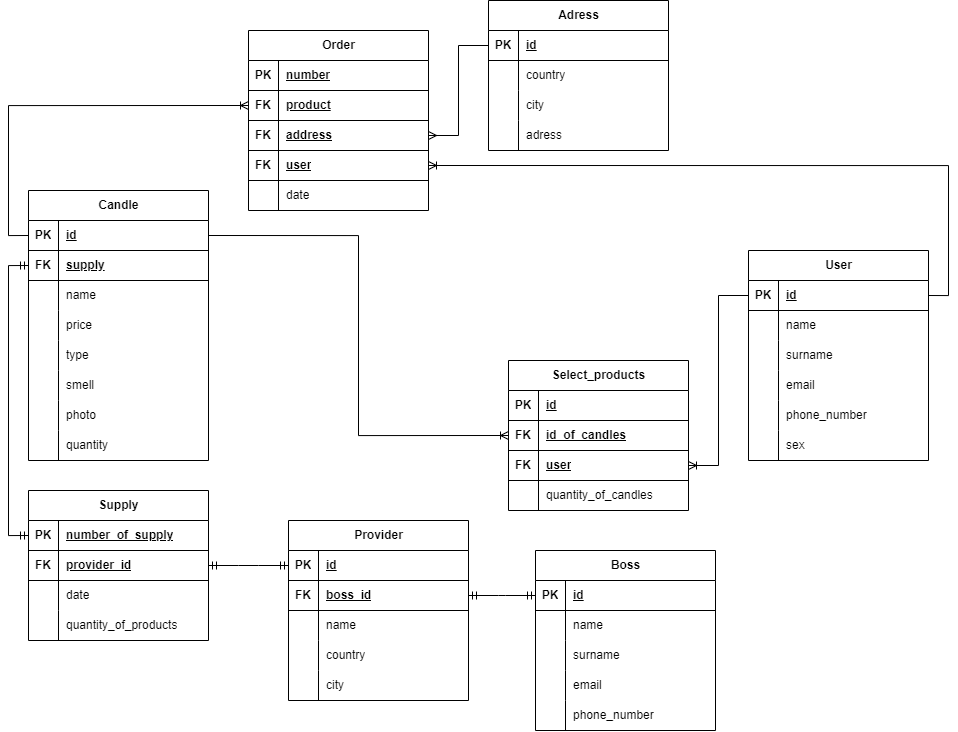 Adress
PK id
country
city
adress
Order
PK number
FK product
FK address
FK user
date
Candle
PK id
FK supply
name
price
type
smell
photo
quantity
User
PK id
name
surname
email
phone_number
sex
Select_products
PK id
FK id_of_candles
FK user
quantity_of_candles
Supply
PK number_of_supply
FK provider_id
date
quantity_of_products
Provider
PK id
FK boss_id
name
country
city
Boss
PK id
name
surname
email
phone_number